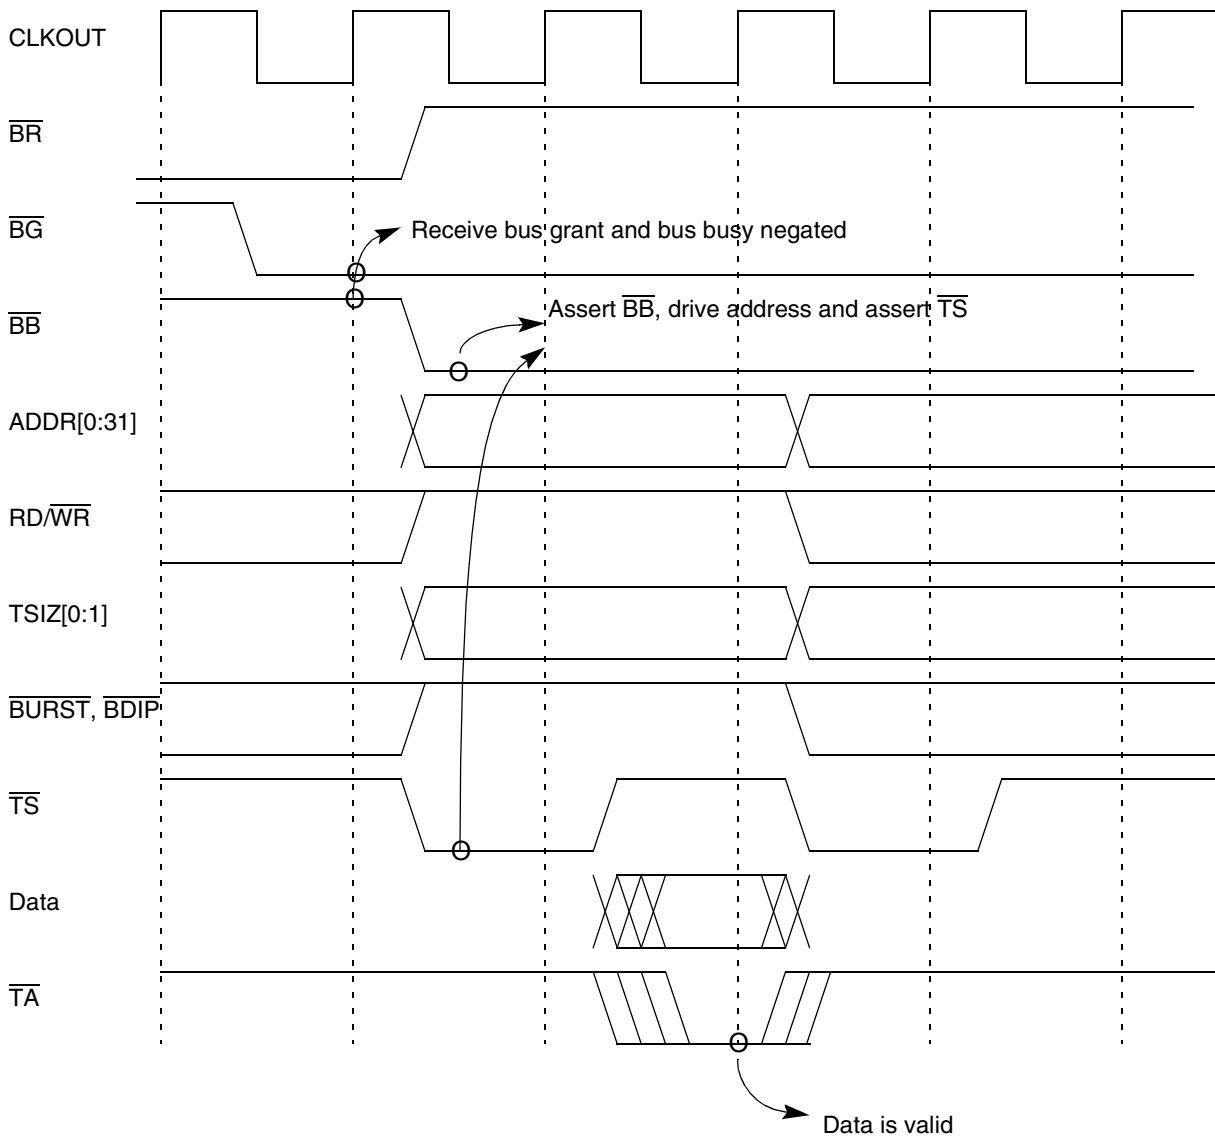 CLKOUT
BR
BG
Receive bus grant and bus busy negated
BB
Assert BB, drive address and assert TS
ADDR[0:31]
RD/WR
TSIZ[0:1]
BURST, BDIP
TS
Data
TA
Data is valid